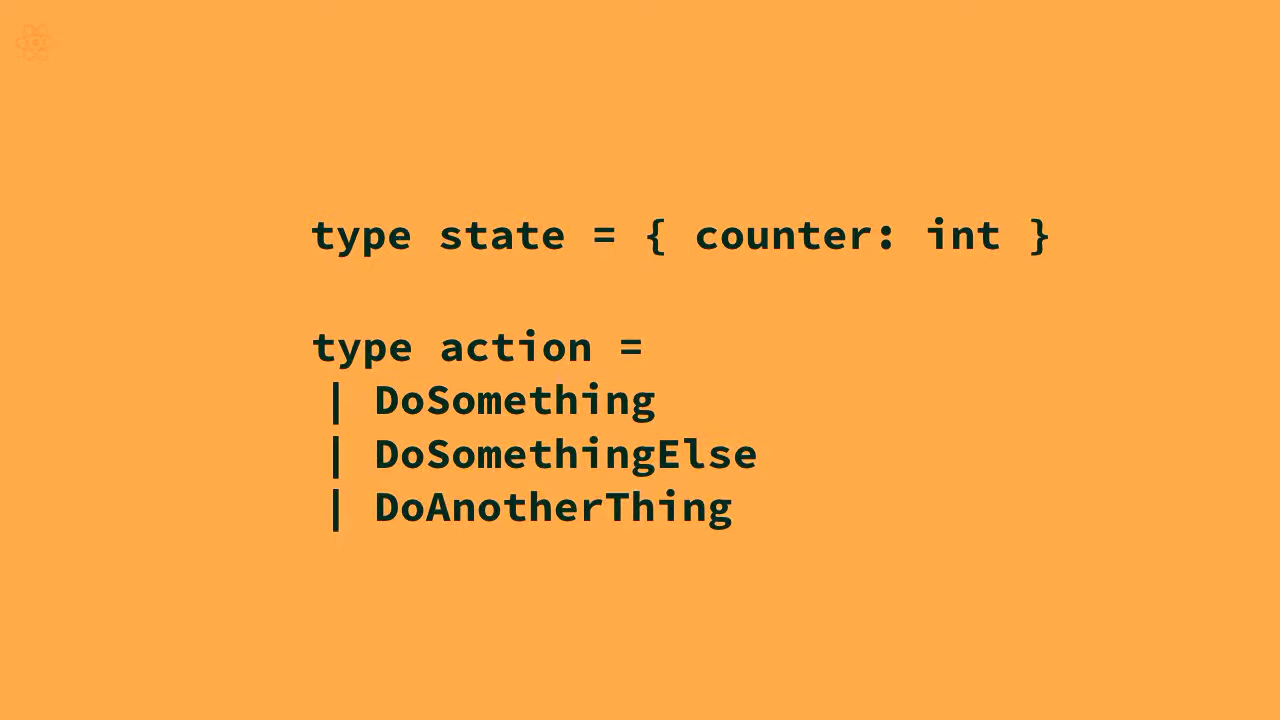 type state = { counter: int }
type action =
| DoSomething
| DoSomethingElse
| DoAnotherThing